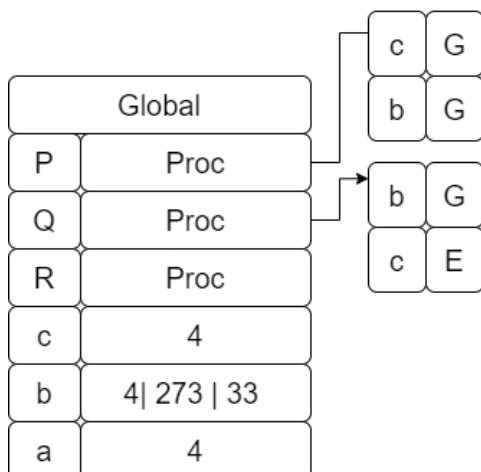 c G
Global
b G
P Proc
b G
Q Proc
c E
R Proc
c 4
b 4| 273 | 33
a 4